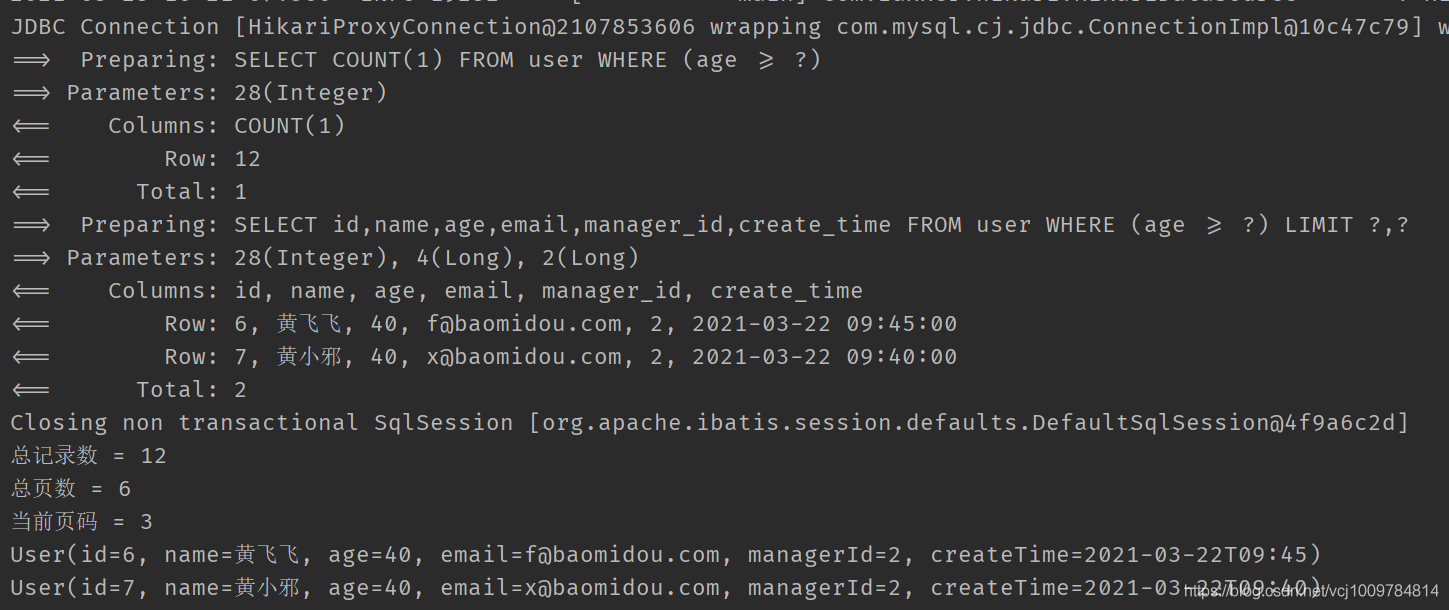 JDBC Connection [HikariProxyConnection@2107853606 wrapping com.mysql.cj.jdbc.ConnectionImpl@10c47c79] w
==>  Preparing: SELECT COUNT(1) FROM user WHERE (age >= ?)
==> Parameters: 28(Integer)
<==    Columns: COUNT(1)
<==        Row: 12
<==      Total: 1
==>  Preparing: SELECT id,name,age,email,manager_id,create_time FROM user WHERE (age >= ?) LIMIT ?,?
==> Parameters: 28(Integer), 4(Long), 2(Long)
<==    Columns: id, name, age, email, manager_id, create_time
<==        Row: 6, 黄飞飞, 40, f@baomidou.com, 2, 2021-03-22 09:45:00
<==        Row: 7, 黄小邪, 40, x@baomidou.com, 2, 2021-03-22 09:40:00
<==      Total: 2
Closing non transactional SqlSession [org.apache.ibatis.session.defaults.DefaultSqlSession@4f9a6c2d]
总记录数 = 12
总页数 = 6
当前页码 = 3
User(id=6, name=黄飞飞, age=40, email=f@baomidou.com, managerId=2, createTime=2021-03-22T09:45)
User(id=7, name=黄小邪, age=40, email=x@baomidou.com, managerId=2, createTime=2021-03-22T09:40)
https://blog.csdn.net/vcj1009784814